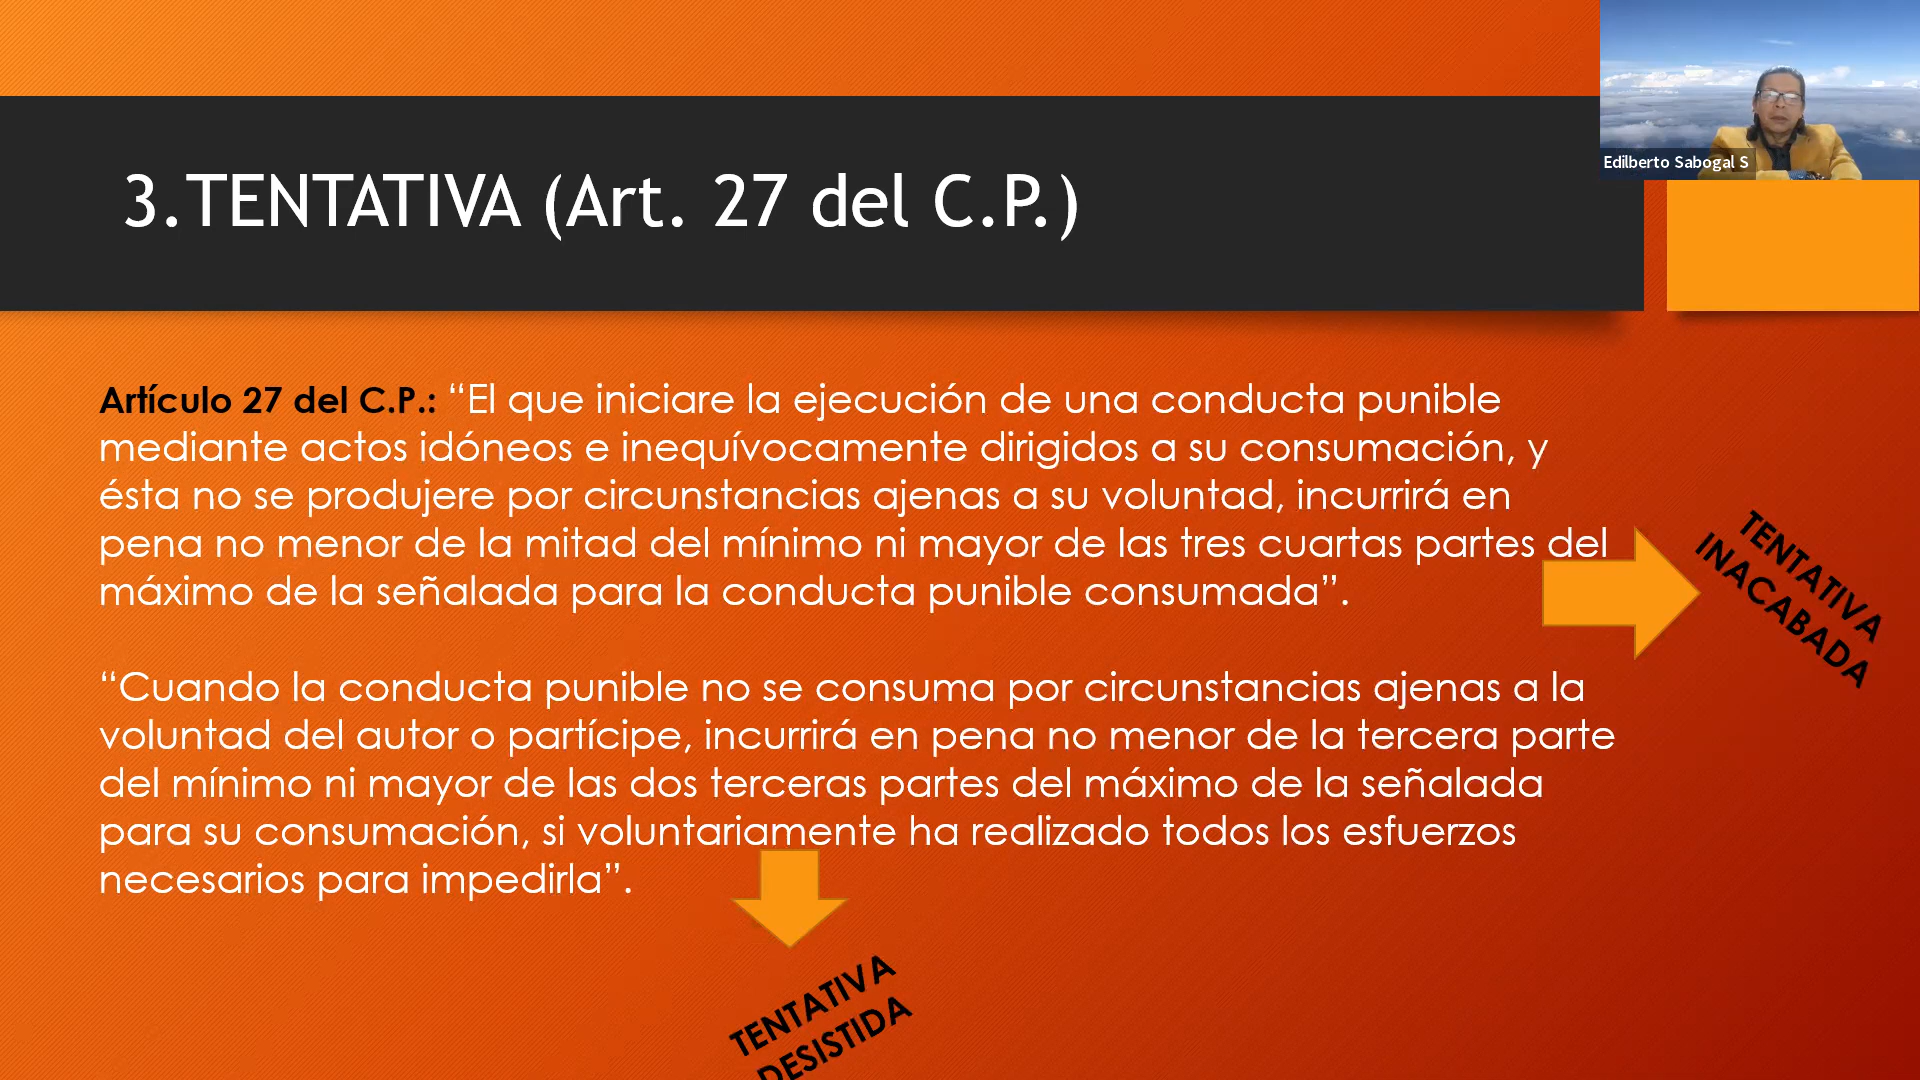 Edilberto Sabogal S
3.TENTATIVA (Art. 27 del C.P.)
Artículo 27 del C.P.: “El que iniciare la ejecución de una conducta punible
mediante actos idóneos e inequívocamente dirigidos a su consumación, y
ésta no se produjere por circunstancias ajenas a su voluntad, incurrirá en
pena no menor de la mitad del mínimo ni mayor de las tres cuartas partes del
máximo de la señalada para la conducta punible consumada”.
TENTATIVA
INACABADA
“Cuando la conducta punible no se consuma por circunstancias ajenas a la
voluntad del autor o partícipe, incurrirá en pena no menor de la tercera parte
del mínimo ni mayor de las dos terceras partes del máximo de la señalada
para su consumación, si voluntariamente ha realizado todos los esfuerzos
necesarios para impedirla”.
TENTATIVA
DESISTIDA